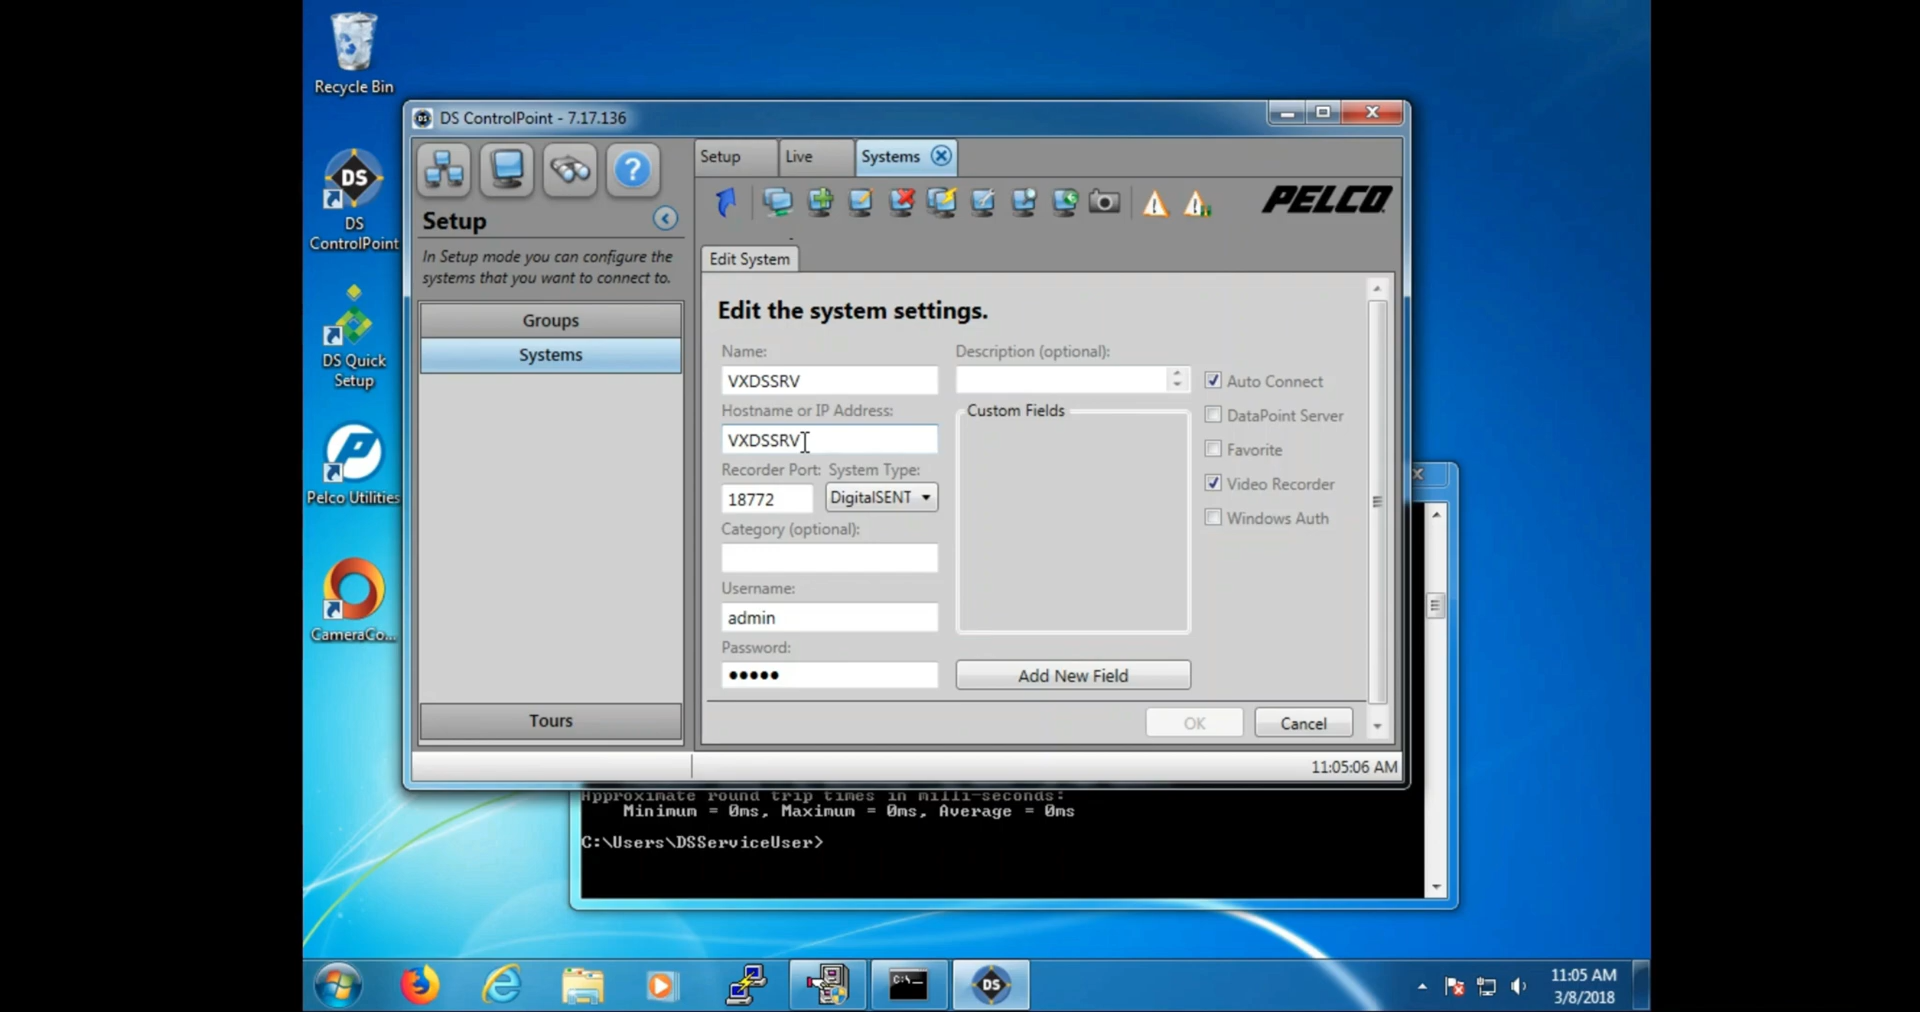 Recycle Bin
DS
DS
ControlPoint
DS Quick
Setup
Pelco Utilities
CameraCo...
DS ControlPoint - 7.17.136
Setup
In Setup mode you can configure the
systems that you want to connect to.
Groups
Systems
Tours
Setup
Live
Systems
PELCO
Edit System
Edit the system settings.
Name:
VXDSSRV
Hostname or IP Address:
VXDSSRV
Recorder Port:
System Type:
18772
DigitalSENT
Category (optional):
Username:
admin
Password:
•••••
Description (optional):
Custom Fields
Add New Field
Auto Connect
DataPoint Server
Favorite
Video Recorder
Windows Auth
OK
Cancel
11:05:06 AM
Approximate round trip times in milli-seconds:
Minimum = 0ms, Maximum = 0ms, Average = 0ms
C:\Users\DSServiceUser>
C:\_
DS
11:05 AM
3/8/2018